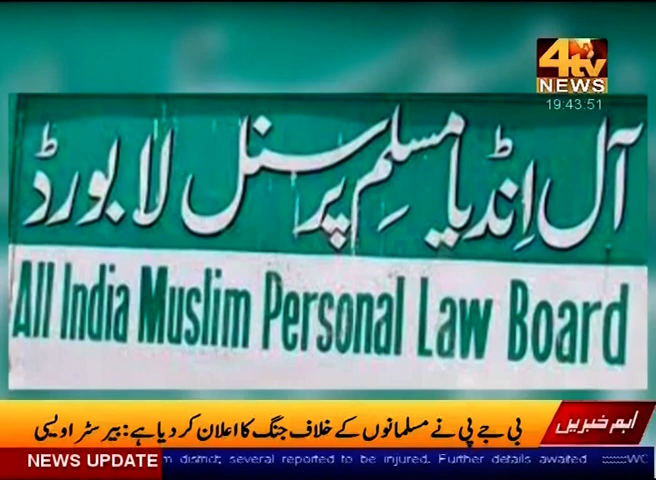 4tv
NEWS
19:43:51
آل انڈیا مسلم پرسنل لا بورڈ
All India Muslim Personal Law Board
اہم خبریں
بی جے پی نے مسلمانوں کے خلاف جنگ کا اعلان کر دیا ہے: بیرسٹر اویسی
NEWS UPDATE
m district; several reported to be injured. Further details awaited
WC